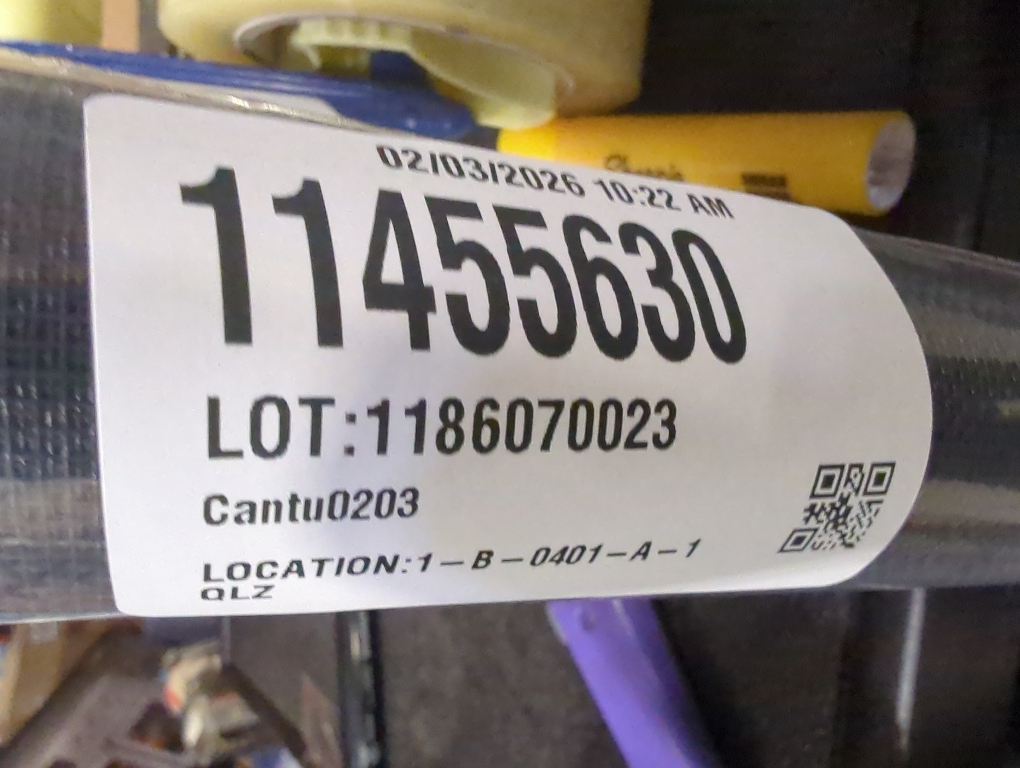 02/03/2026 10:22 AM
11455630
LOT:1186070023
Cantu0203
LOCATION:1-B-0401-A-1
QLZ